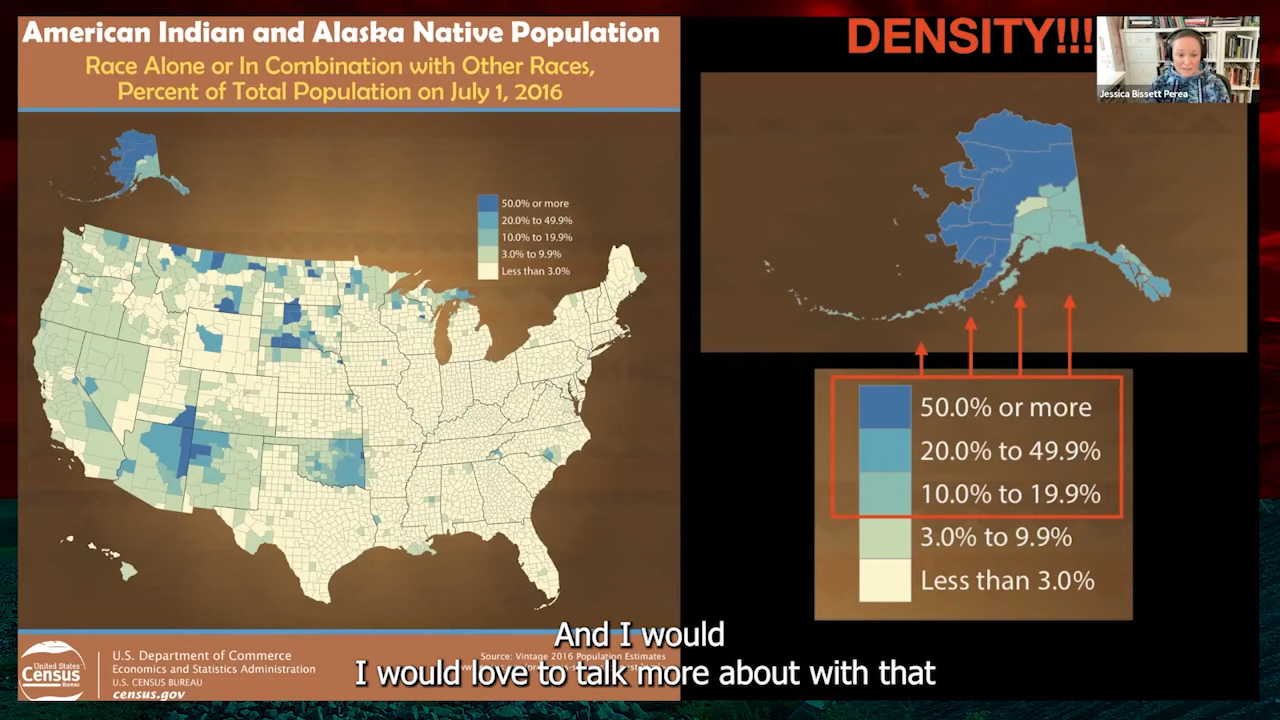 American Indian and Alaska Native Population
Race Alone or In Combination with Other Races,
Percent of Total Population on July 1, 2016
50.0% or more
20.0% to 49.9%
10.0% to 19.9%
3.0% to 9.9%
Less than 3.0%
United States
Census
Bureau
U.S. Department of Commerce
Economics and Statistics Administration
U.S. CENSUS BUREAU
census.gov
Source: Vintage 2016 Population Estimates
DENSITY!!!
Jessica Bissett Perea
50.0% or more
20.0% to 49.9%
10.0% to 19.9%
3.0% to 9.9%
Less than 3.0%
And I would
I would love to talk more about with that